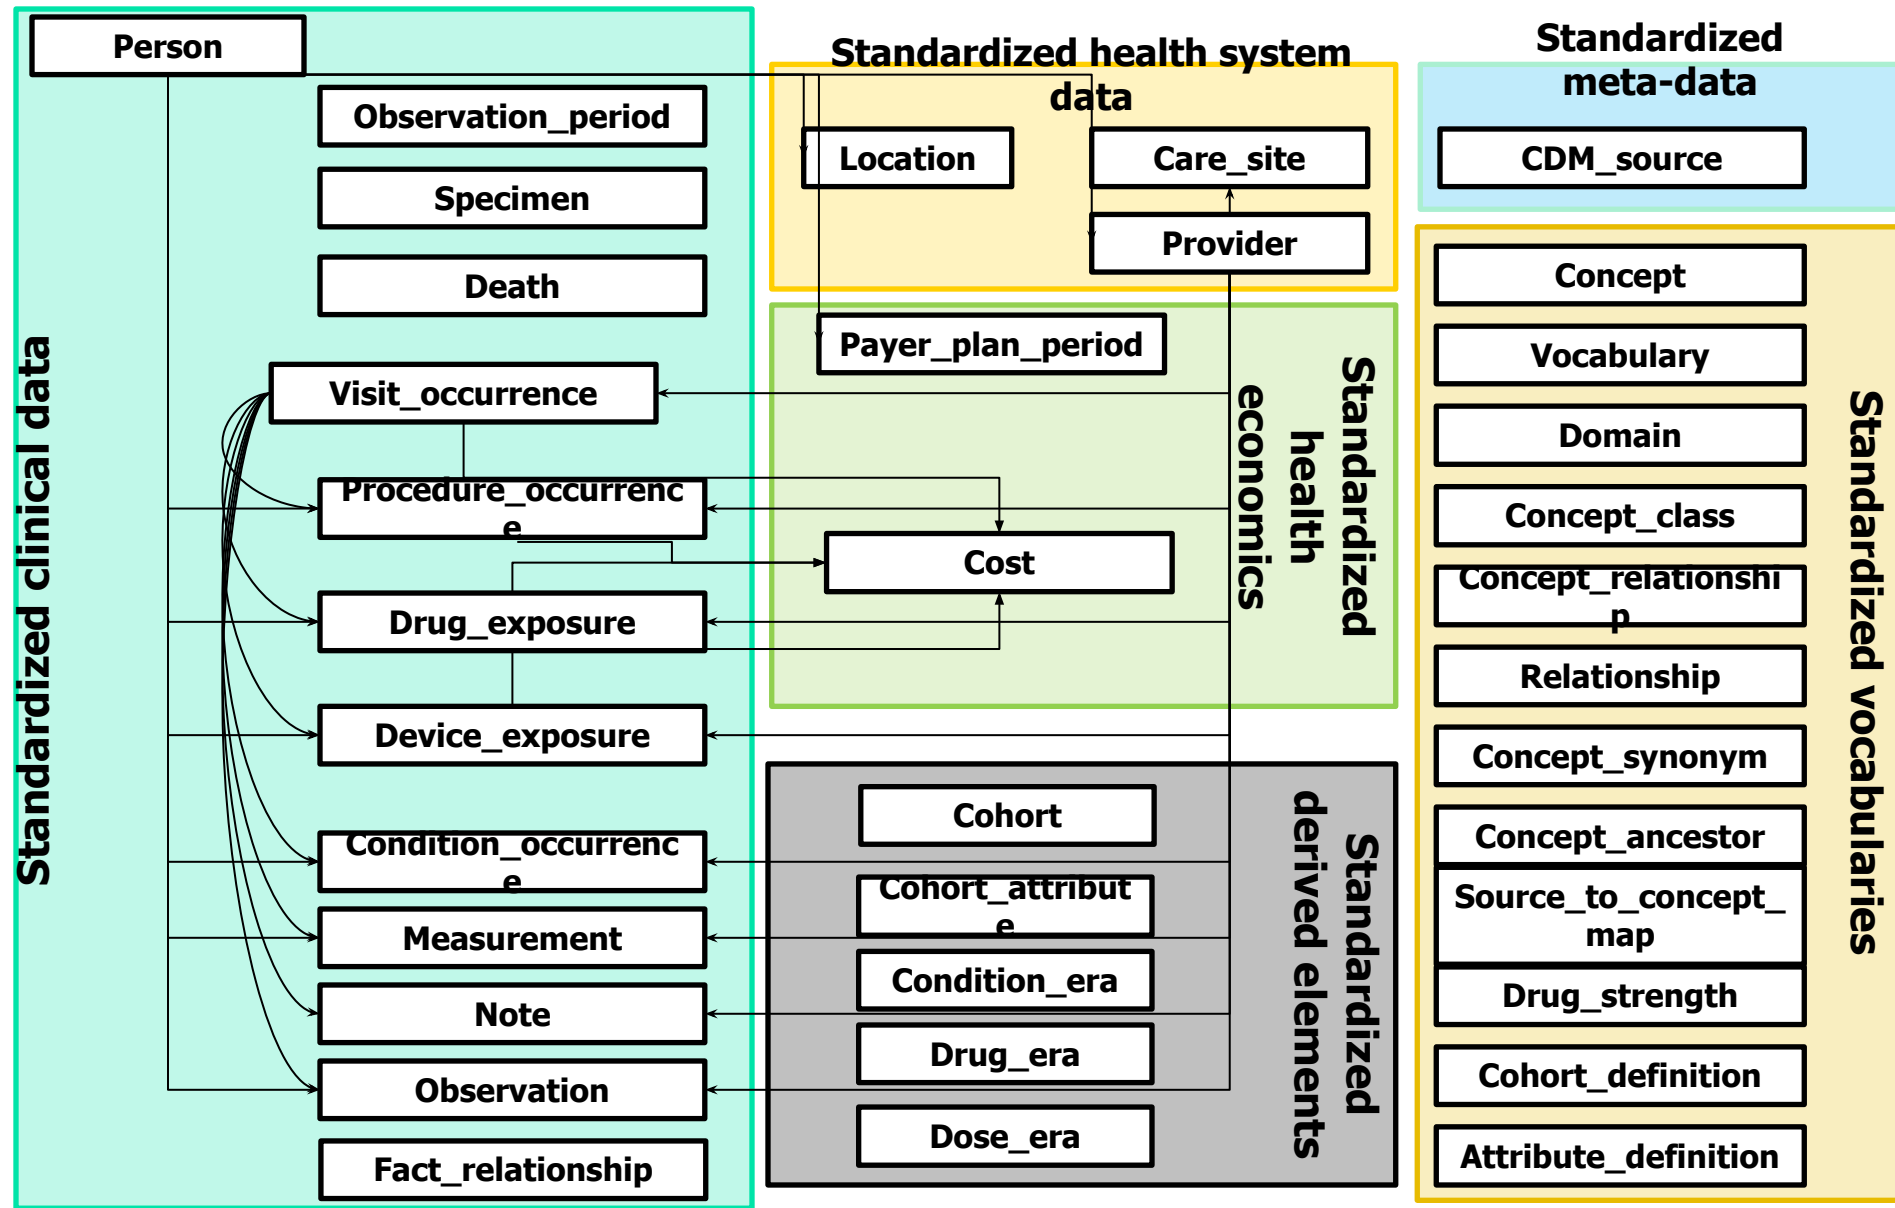 Person
Observation_period
Specimen
Death
Visit_occurrence
Procedure_occurrenc
e
Drug_exposure
Device_exposure
Condition_occurrenc
e
Measurement
Note
Observation
Fact_relationship
Standardized clinical data
Standardized health system
data
Location
Care_site
Provider
Payer_plan_period
Cost
Standardized
health
economics
Cohort
Cohort_attribut
e
Condition_era
Drug_era
Dose_era
Standardized
derived elements
Standardized
meta-data
CDM_source
Concept
Vocabulary
Domain
Concept_class
Concept_relationshi
p
Relationship
Concept_synonym
Concept_ancestor
Source_to_concept_
map
Drug_strength
Cohort_definition
Attribute_definition
Standardized vocabularies